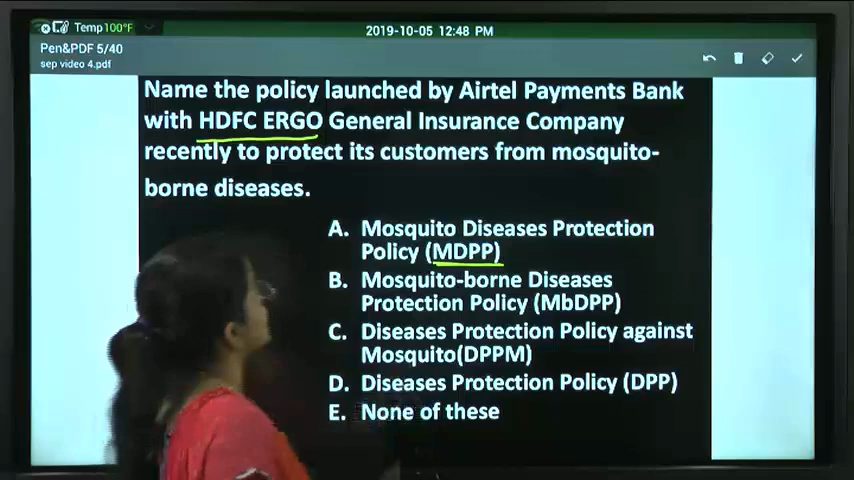 Temp 100°F
2019-10-05 12:48 PM
Pen&PDF 5/40
sep video 4.pdf
Name the policy launched by Airtel Payments Bank
with HDFC ERGO General Insurance Company
recently to protect its customers from mosquito-
borne diseases.
A. Mosquito Diseases Protection
Policy (MDPP)
B. Mosquito-borne Diseases
Protection Policy (MbDPP)
C. Diseases Protection Policy against
Mosquito(DPPM)
D. Diseases Protection Policy (DPP)
E. None of these